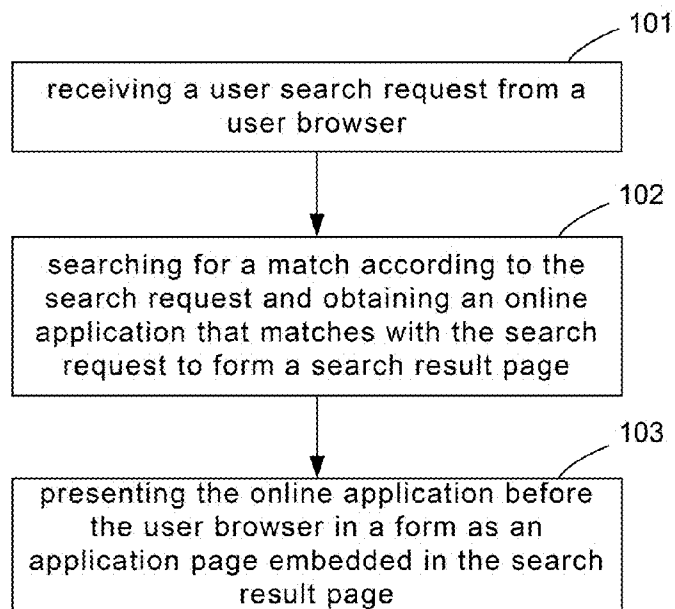 101
receiving a user search request from a
user browser
102
searching for a match according to the
search request and obtaining an online
application that matches with the search
request to form a search result page
103
presenting the online application before
the user browser in a form as an
application page embedded in the search
result page